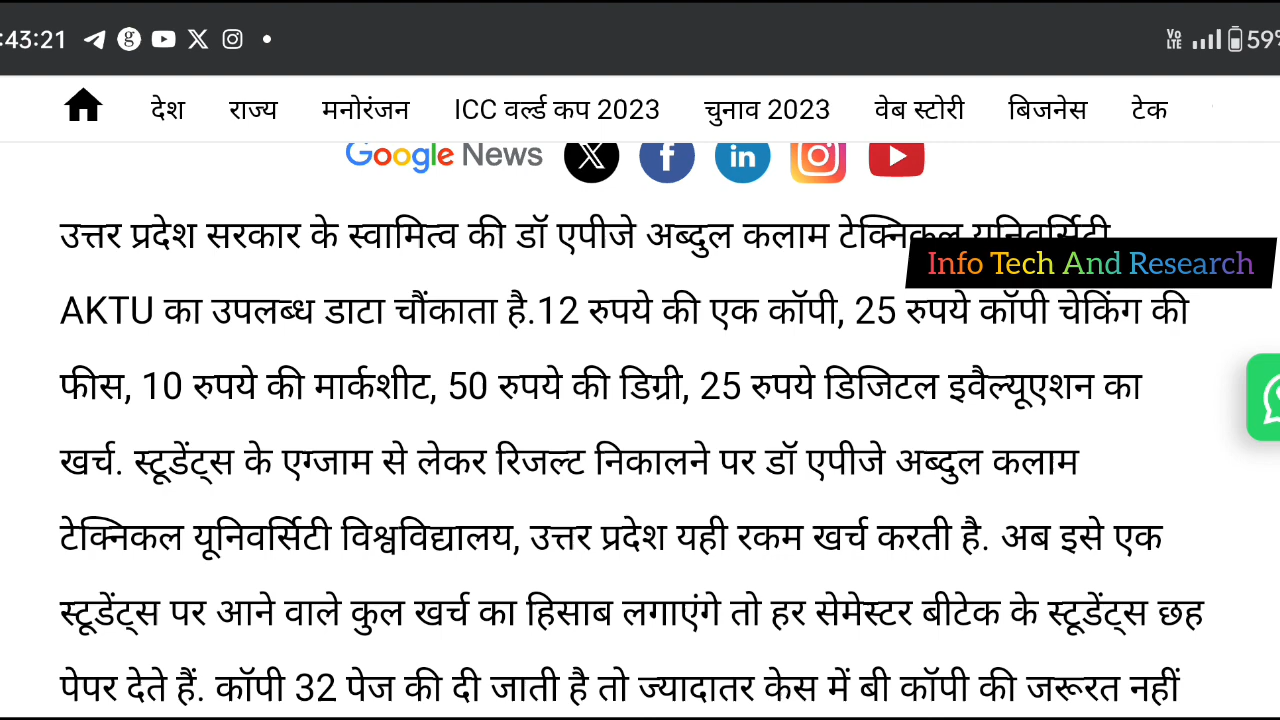 :43:21
Vo LTE 59%
देश राज्य मनोरंजन ICC वर्ल्ड कप 2023 चुनाव 2023 वेब स्टोरी बिजनेस टेक
Google News
उत्तर प्रदेश सरकार के स्वामित्व की डॉ एपीजे अब्दुल कलाम टेक्निकल यूनिवर्सिटी
Info Tech And Research
AKTU का उपलब्ध डाटा चौंकाता है.12 रुपये की एक कॉपी, 25 रुपये कॉपी चेकिंग की
फीस, 10 रुपये की मार्कशीट, 50 रुपये की डिग्री, 25 रुपये डिजिटल इवैल्यूएशन का
खर्च. स्टूडेंट्स के एग्जाम से लेकर रिजल्ट निकालने पर डॉ एपीजे अब्दुल कलाम
टेक्निकल यूनिवर्सिटी विश्वविद्यालय, उत्तर प्रदेश यही रकम खर्च करती है. अब इसे एक
स्टूडेंट्स पर आने वाले कुल खर्च का हिसाब लगाएंगे तो हर सेमेस्टर बीटेक के स्टूडेंट्स छह
पेपर देते हैं. कॉपी 32 पेज की दी जाती है तो ज्यादातर केस में बी कॉपी की जरूरत नहीं